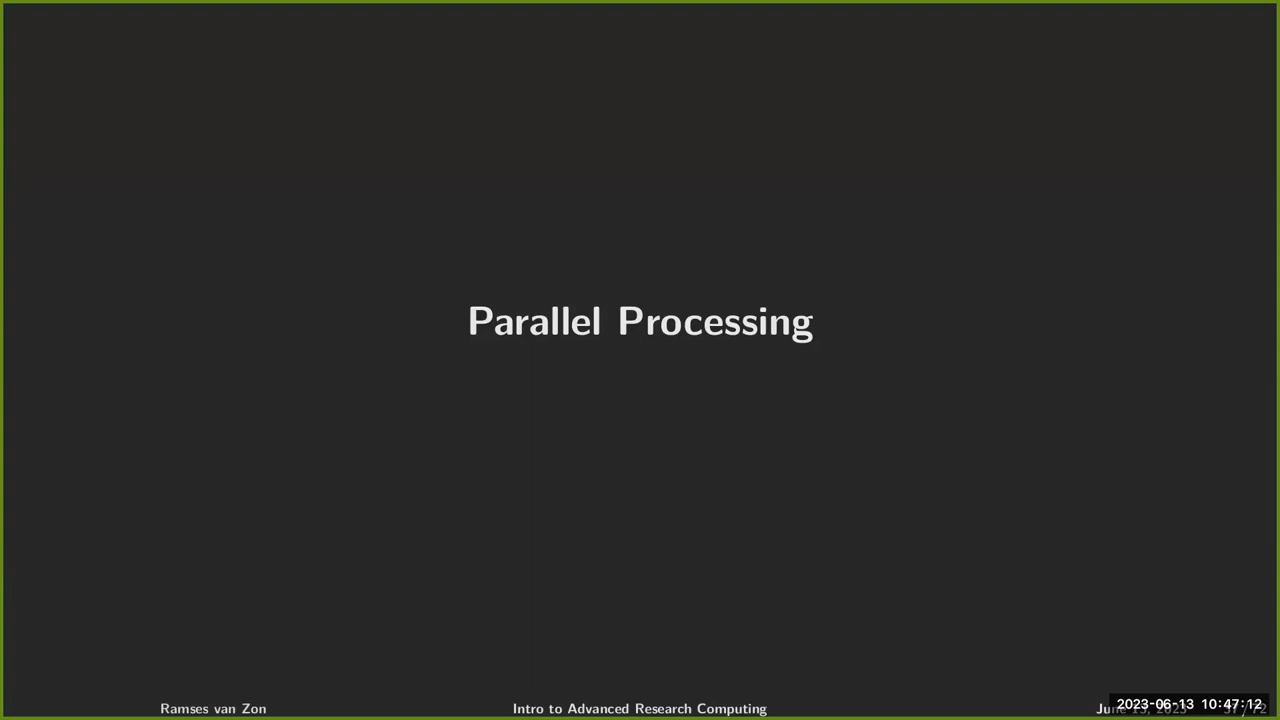 Parallel Processing
Ramses van Zon
Intro to Advanced Research Computing
2023-06-13 10:47:12